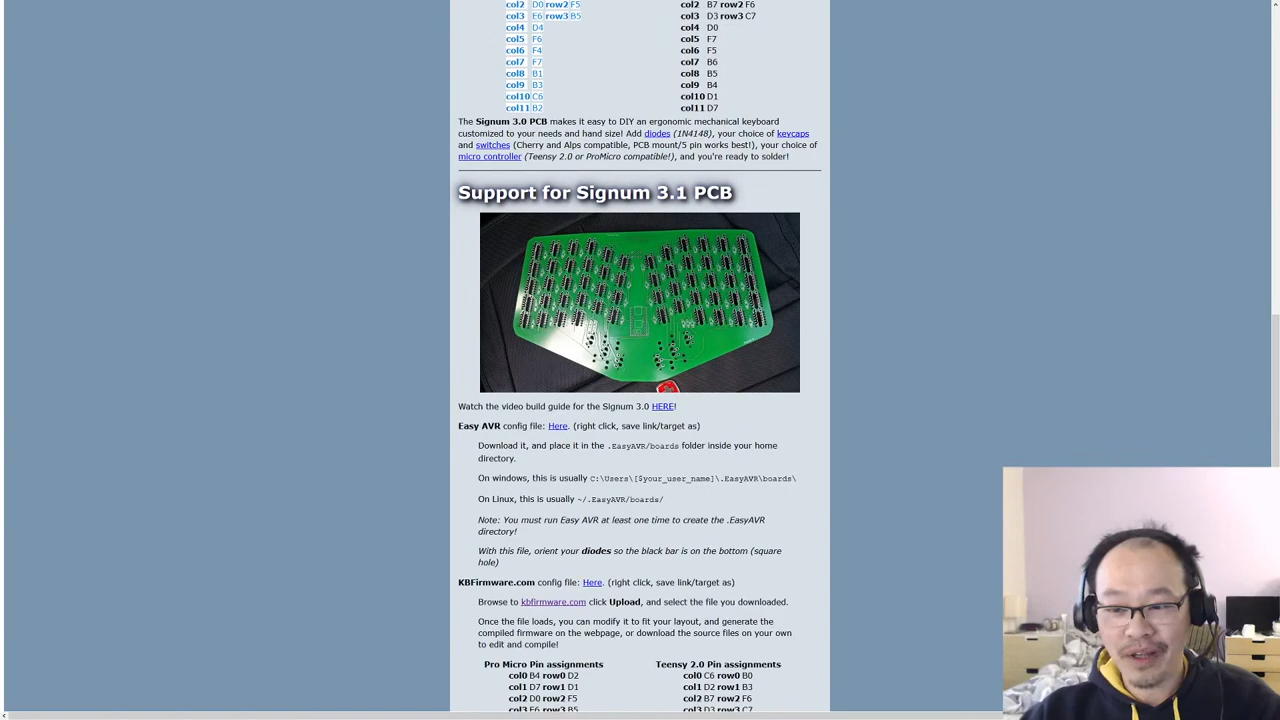 col2 D0 row2 F5 col2 B7 row2 F6
col3 E6 row3 B5 col3 D3 row3 C7
col4 D4 col4 D0
col5 F6 col5 F7
col6 F4 col6 F5
col7 F7 col7 B6
col8 B1 col8 B5
col9 B3 col9 B4
col10 C6 col10 D1
col11 B2 col11 D7
The Signum 3.0 PCB makes it easy to DIY an ergonomic mechanical keyboard
customized to your needs and hand size! Add diodes (1N4148), your choice of keycaps
and switches (Cherry and Alps compatible, PCB mount/5 pin works best!), your choice of
micro controller (Teensy 2.0 or ProMicro compatible!), and you're ready to solder!
Support for Signum 3.1 PCB
Watch the video build guide for the Signum 3.0 HERE!
Easy AVR config file: Here. (right click, save link/target as)
Download it, and place it in the .EasyAVR/boards folder inside your home
directory.
On windows, this is usually C:\Users\[$your_user_name]\.EasyAVR\boards\
On Linux, this is usually ~/.EasyAVR/boards/
Note: You must run Easy AVR at least one time to create the .EasyAVR
directory!
With this file, orient your diodes so the black bar is on the bottom (square
hole)
KBFirmware.com config file: Here. (right click, save link/target as)
Browse to kbfirmware.com click Upload, and select the file you downloaded.
Once the file loads, you can modify it to fit your layout, and generate the
compiled firmware on the webpage, or download the source files on your own
to edit and compile!
Pro Micro Pin assignments Teensy 2.0 Pin assignments
col0 B4 row0 D2 col0 C6 row0 B0
col1 D7 row1 D1 col1 D2 row1 B3
col2 D0 row2 F5 col2 B7 row2 F6
col3 E6 row3 B5 col3 D3 row3 C7